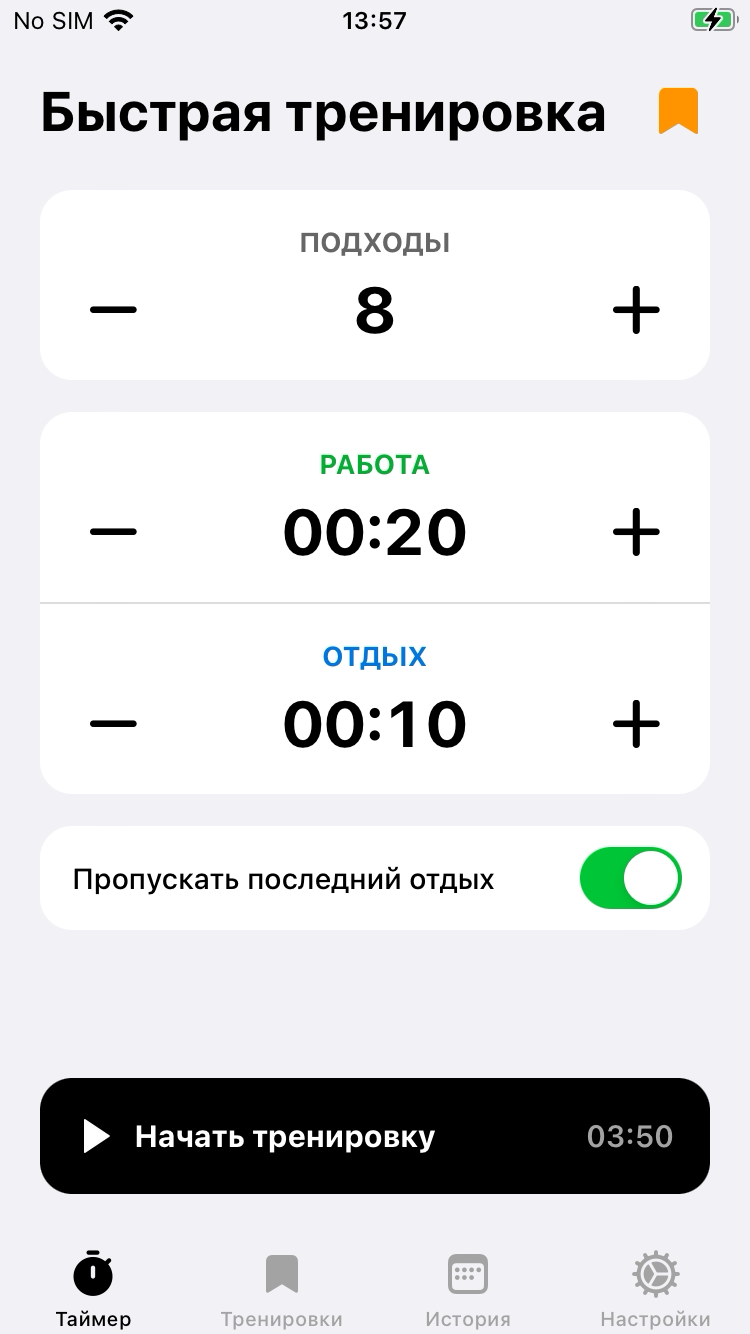 No SIM 13:57
Быстрая тренировка
ПОДХОДЫ
8
РАБОТА
00:20
ОТДЫХ
00:10
Пропускать последний отдых
Начать тренировку 03:50
Таймер Тренировки История Настройки